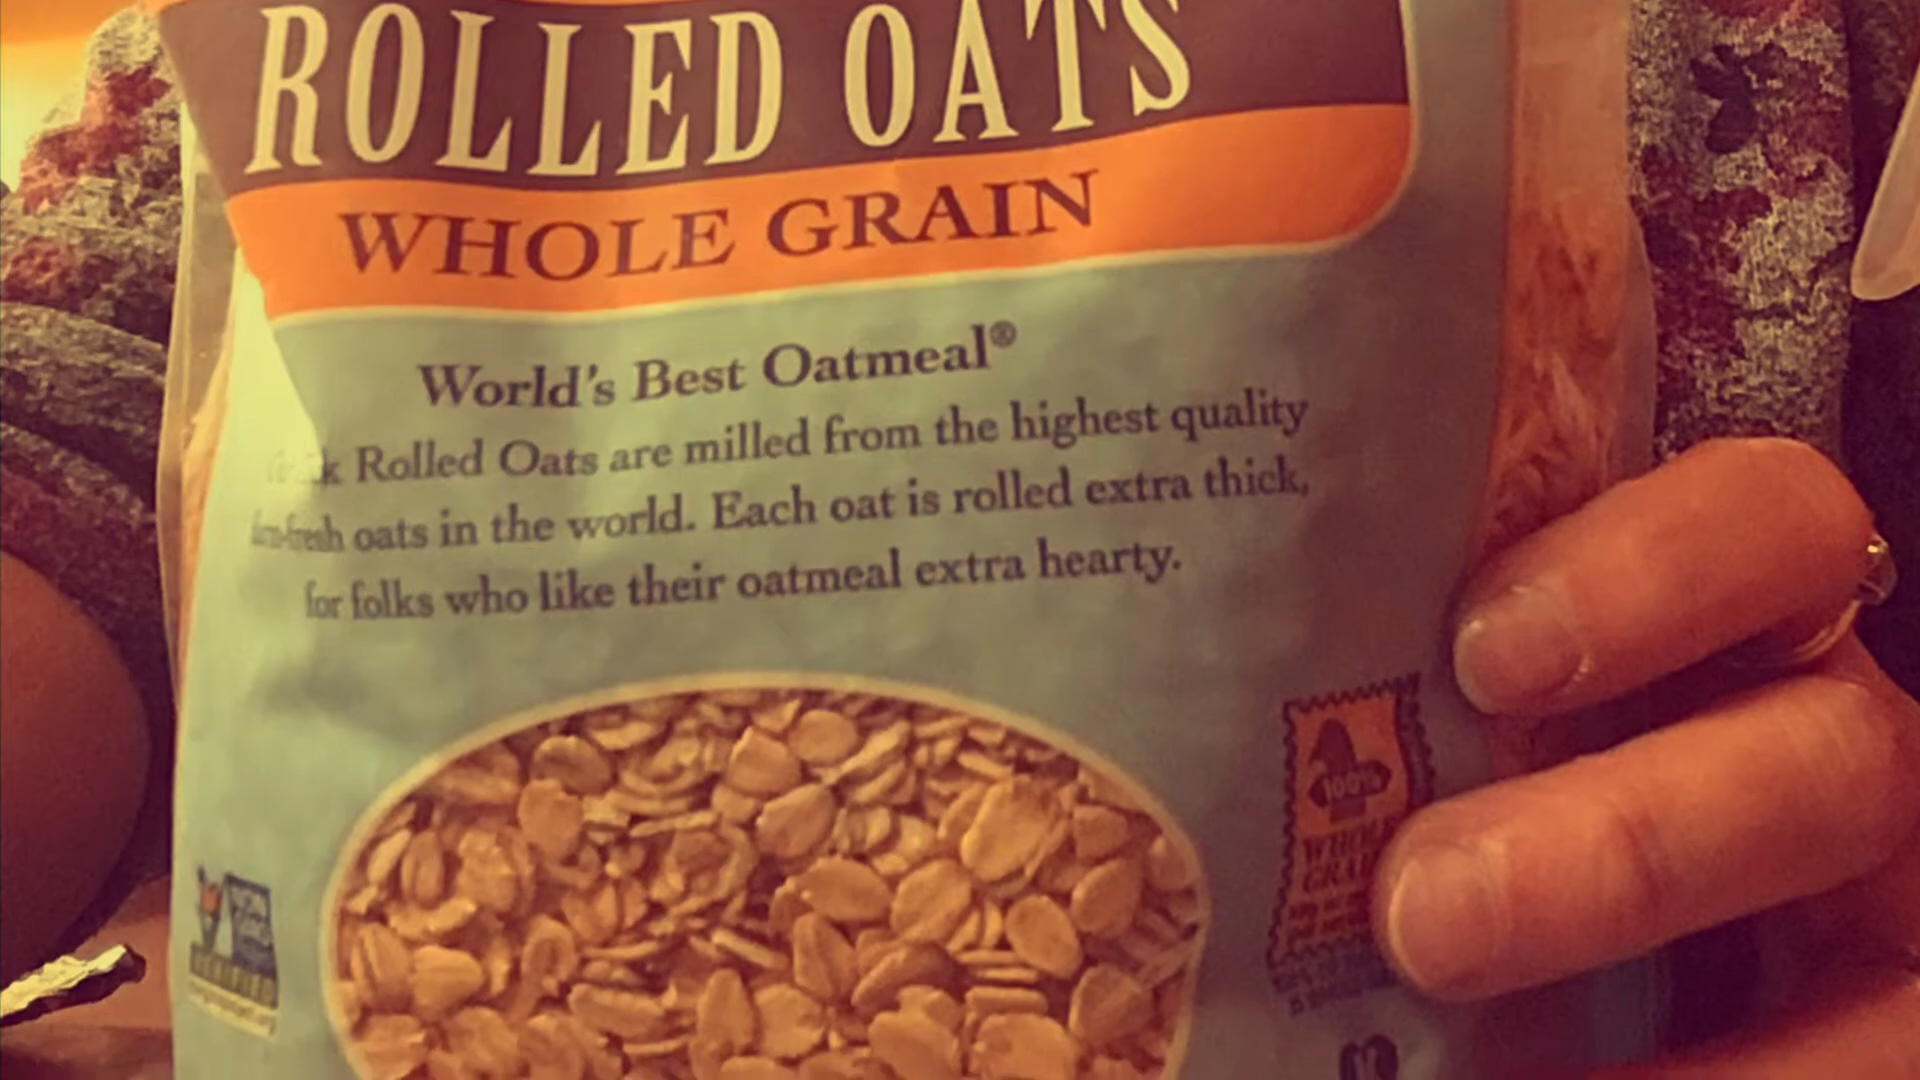 ROLLED OATS
WHOLE GRAIN
World's Best Oatmeal®
Rolled Oats are milled from the highest quality
oats in the world. Each oat is rolled extra thick,
for folks who like their oatmeal extra hearty.
100%
WHOLE
GRAIN
VERIFIED